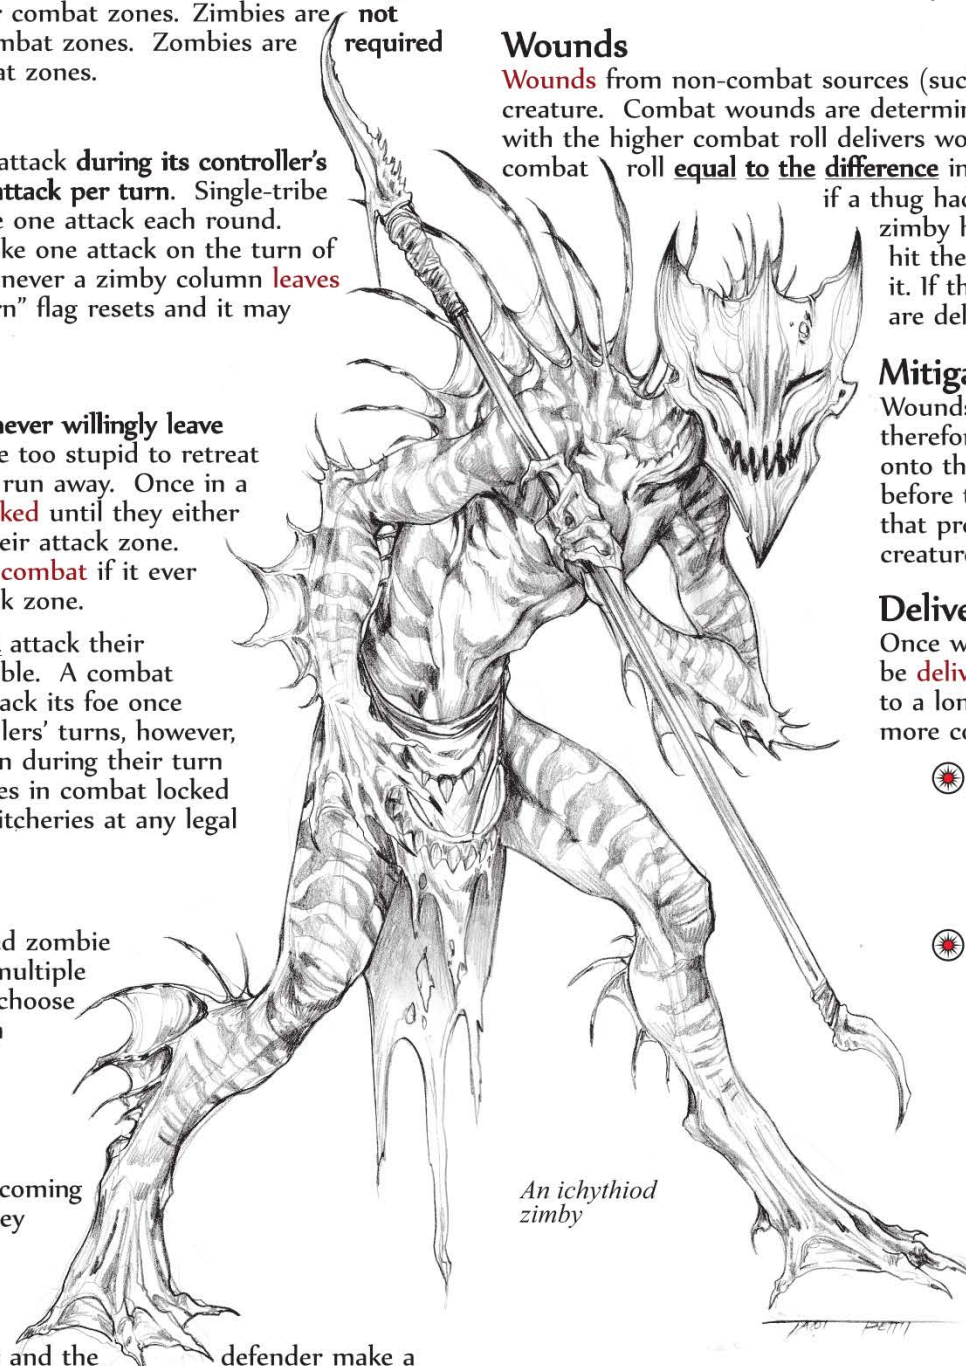 combat zones. Zimbies are not
mbat zones. Zombies are required
at zones.
attack during its controller's
attack per turn. Single-tribe
e one attack each round.
ke one attack on the turn of
never a zimby column leaves
rn” flag resets and it may
never willingly leave
e too stupid to retreat
run away. Once in a
ked until they either
eir attack zone.
combat if it ever
k zone.
attack their
ble. A combat
ack its foe once
lers’ turns, however,
n during their turn
es in combat locked
itcheries at any legal
ed zombie
multiple
choose
coming
ey
and the defender make a
Wounds
Wounds from non-combat sources (suc
creature. Combat wounds are determin
with the higher combat roll delivers wo
combat roll equal to the difference in
if a thug had
zimby h
hit the
it. If th
are del
Mitiga
Wounds
therefor
onto th
before t
that pro
creature
Delive
Once w
be deliv
to a lon
more co
An ichythiod
zimby